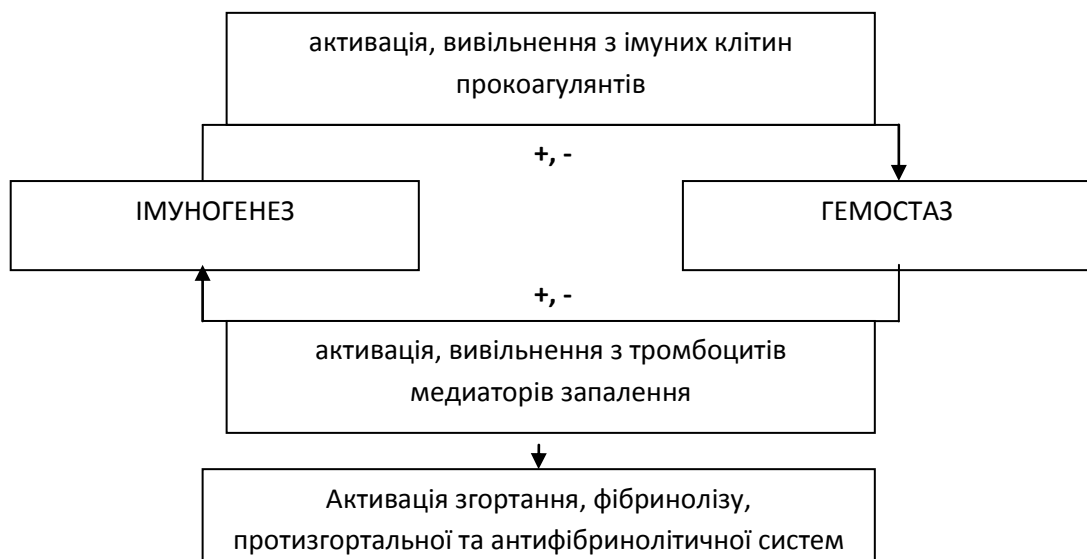 активація, вивільнення з імуних клітин
прокоагулянтів
+, -
ІМУНОГЕНЕЗ
ГЕМОСТАЗ
+, -
активація, вивільнення з тромбоцитів
медиаторів запалення
Активація згортання, фібринолізу,
протизгортальної та антифібринолітичної систем